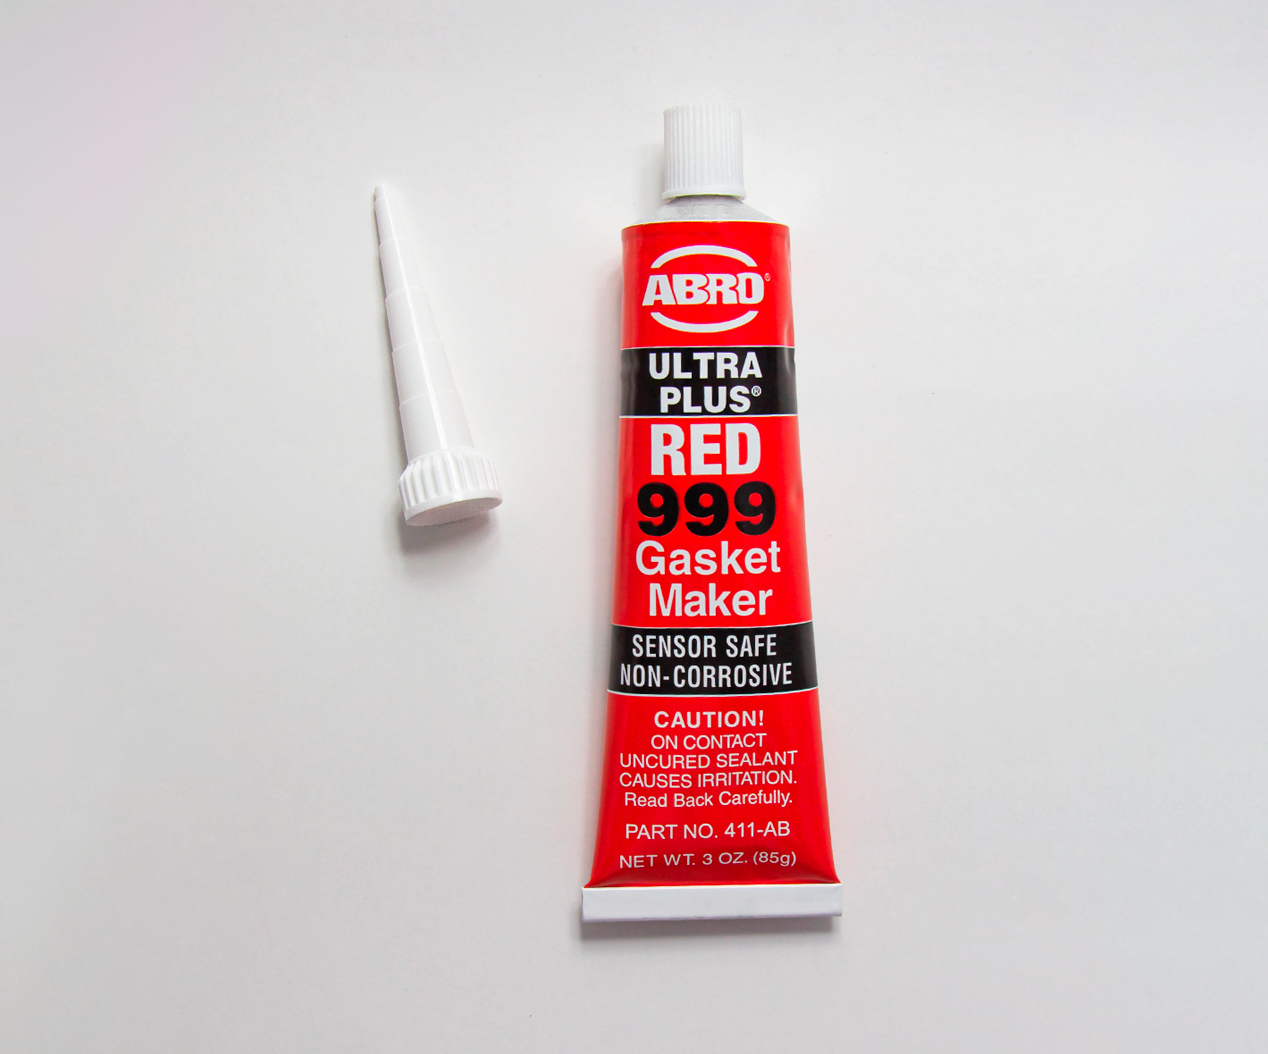 ABRO®
ULTRA
PLUS®
RED
999
Gasket
Maker
SENSOR SAFE
NON-CORROSIVE
CAUTION!
ON CONTACT
UNCURED SEALANT
CAUSES IRRITATION.
Read Back Carefully.
PART NO. 411-AB
NET WT. 3 OZ. (85g)